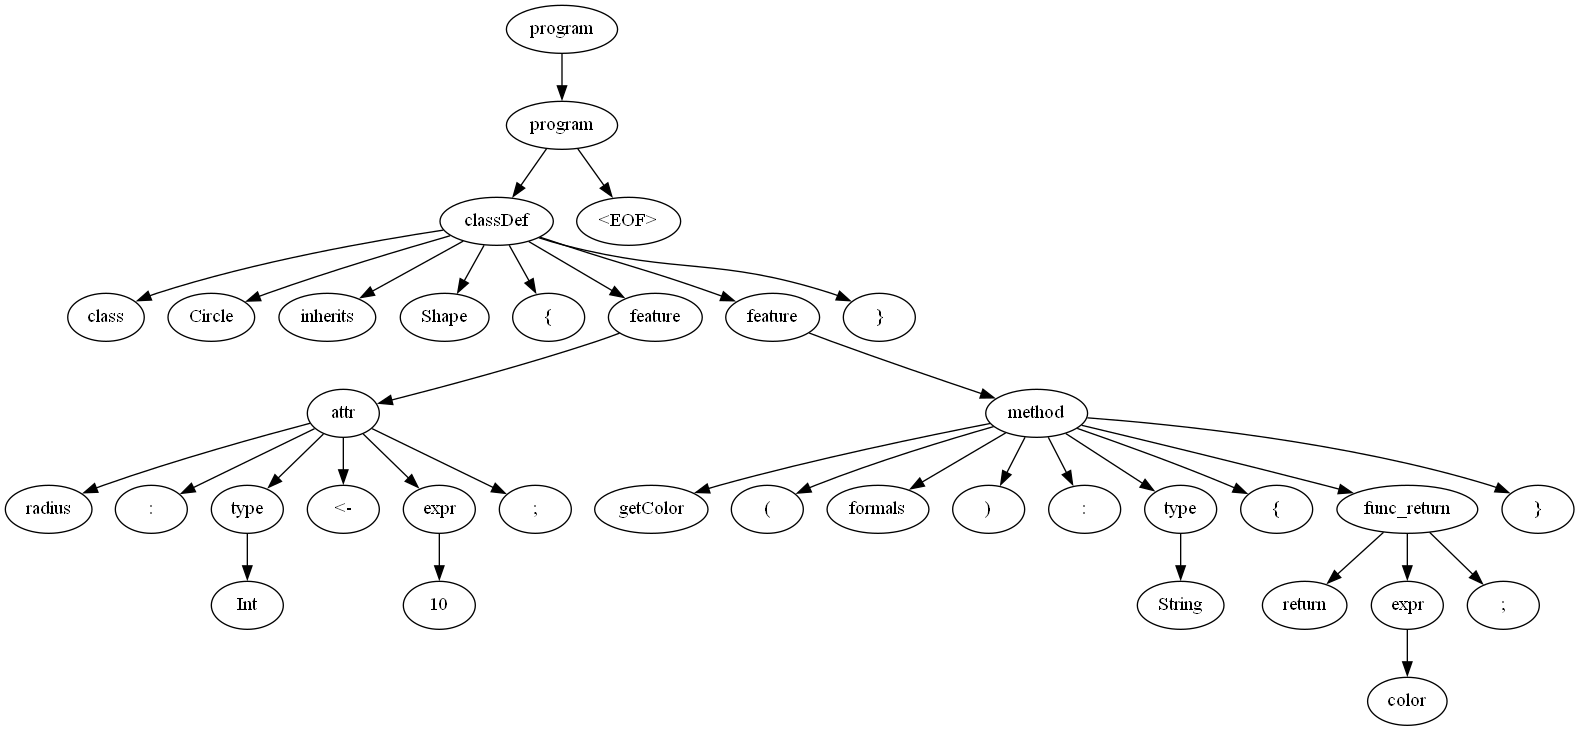 program
program
classDef <EOF>
class Circle inherits Shape { feature feature }
attr method
radius : type <- expr ; getColor ( formals ) : type { func_return }
Int 10 String return expr ;
color